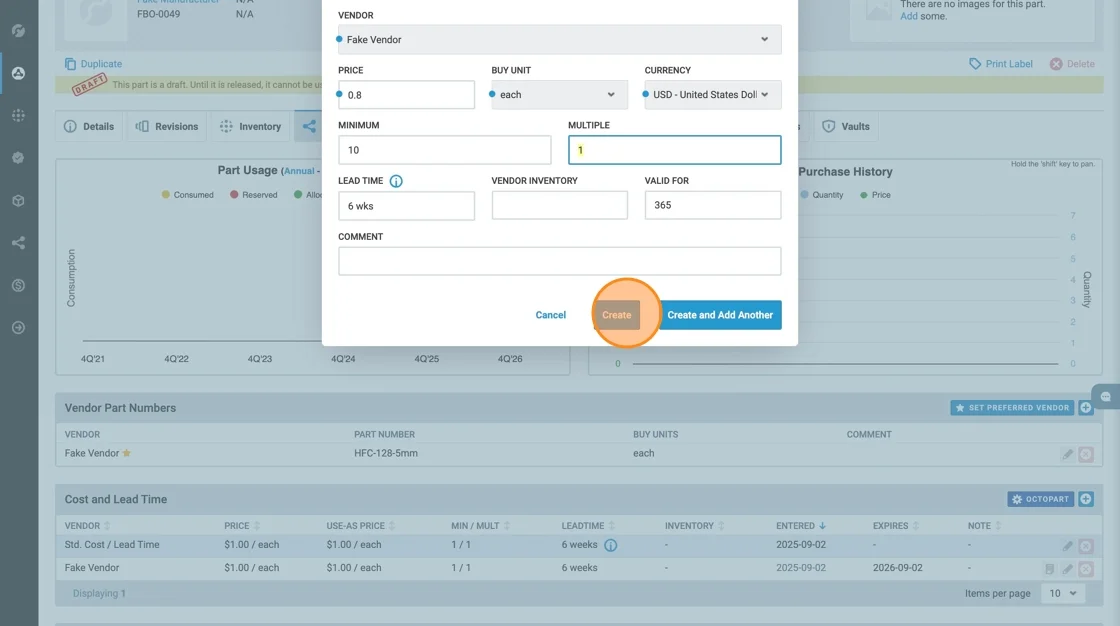 Fake Manufacturer N/A
FBO-0049 N/A
There are no images for this part.
Add some.
Duplicate
Print Label
Delete
DRAFT
This part is a draft. Until it is released, it cannot be us
Details
Revisions
Inventory
s
Vaults
VENDOR
Fake Vendor
PRICE BUY UNIT CURRENCY
0.8 each USD - United States Doll
MINIMUM MULTIPLE
10 1
LEAD TIME VENDOR INVENTORY VALID FOR
6 wks 365
COMMENT
Cancel Create Create and Add Another
Part Usage (Annual -
Consumed Reserved Allo
Consumption
4Q'21 4Q'22 4Q'23 4Q'24 4Q'25 4Q'26
Hold the 'shift' key to pan.
Purchase History
Quantity Price
7
6
5
4
3
2
1
0 0
Quantity
Vendor Part Numbers SET PREFERRED VENDOR
VENDOR PART NUMBER BUY UNITS COMMENT
Fake Vendor HFC-128-5mm each
Cost and Lead Time OCTOPART
VENDOR PRICE USE-AS PRICE MIN / MULT LEADTIME INVENTORY ENTERED EXPIRES NOTE
Std. Cost / Lead Time $1.00 / each $1.00 / each 1 / 1 6 weeks - 2025-09-02 - -
Fake Vendor $1.00 / each $1.00 / each 1 / 1 6 weeks - 2025-09-02 2026-09-02 -
Displaying 1 Items per page 10